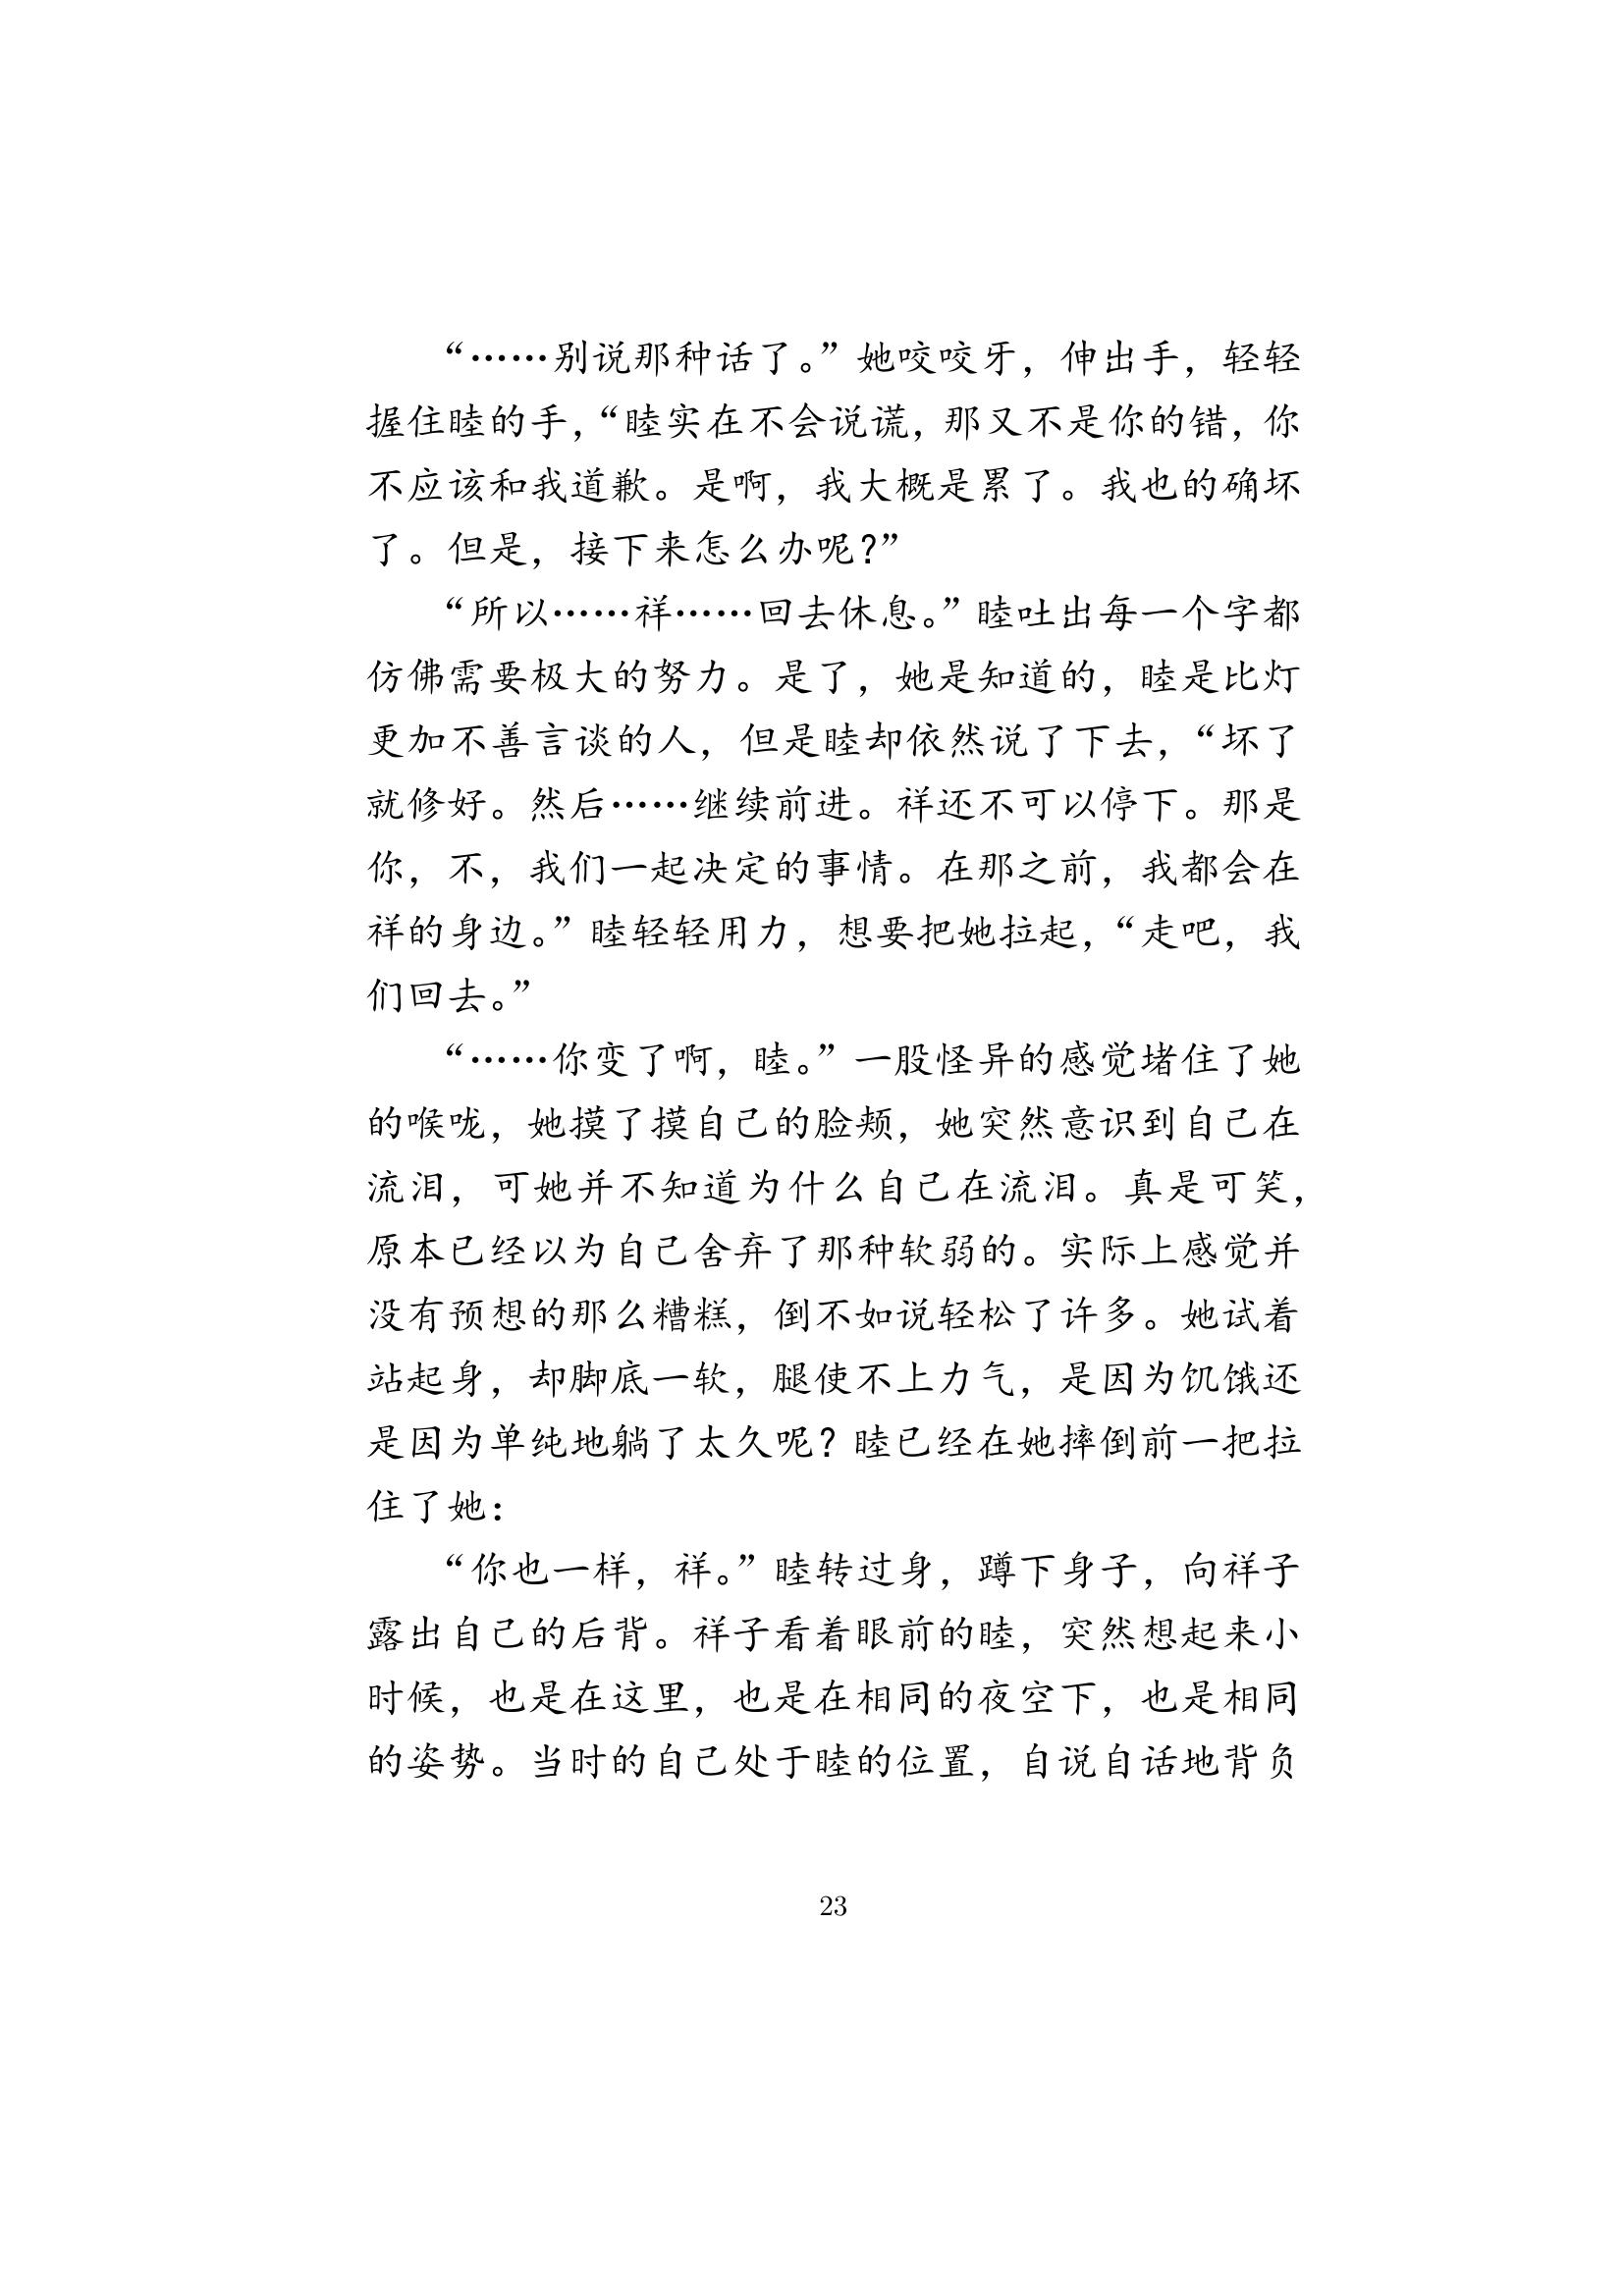 “……别说那种话了。”她咬咬牙，伸出手，轻轻
握住睦的手，“睦实在不会说谎，那又不是你的错，你
不应该和我道歉。是啊，我大概是累了。我也的确坏
了。但是，接下来怎么办呢？”
“所以……祥……回去休息。”睦吐出每一个字都
仿佛需要极大的努力。是了，她是知道的，睦是比灯
更加不善言谈的人，但是睦却依然说了下去，“坏了
就修好。然后……继续前进。祥还不可以停下。那是
你，不，我们一起决定的事情。在那之前，我都会在
祥的身边。”睦轻轻用力，想要把她拉起，“走吧，我
们回去。”
“……你变了啊，睦。”一股怪异的感觉堵住了她
的喉咙，她摸了摸自己的脸颊，她突然意识到自己在
流泪，可她并不知道为什么自己在流泪。真是可笑，
原本已经以为自己舍弃了那种软弱的。实际上感觉并
没有预想的那么糟糕，倒不如说轻松了许多。她试着
站起身，却脚底一软，腿使不上力气，是因为饥饿还
是因为单纯地躺了太久呢？睦已经在她摔倒前一把拉
住了她：
“你也一样，祥。”睦转过身，蹲下身子，向祥子
露出自己的后背。祥子看着眼前的睦，突然想起来小
时候，也是在这里，也是在相同的夜空下，也是相同
的姿势。当时的自己处于睦的位置，自说自话地背负
23